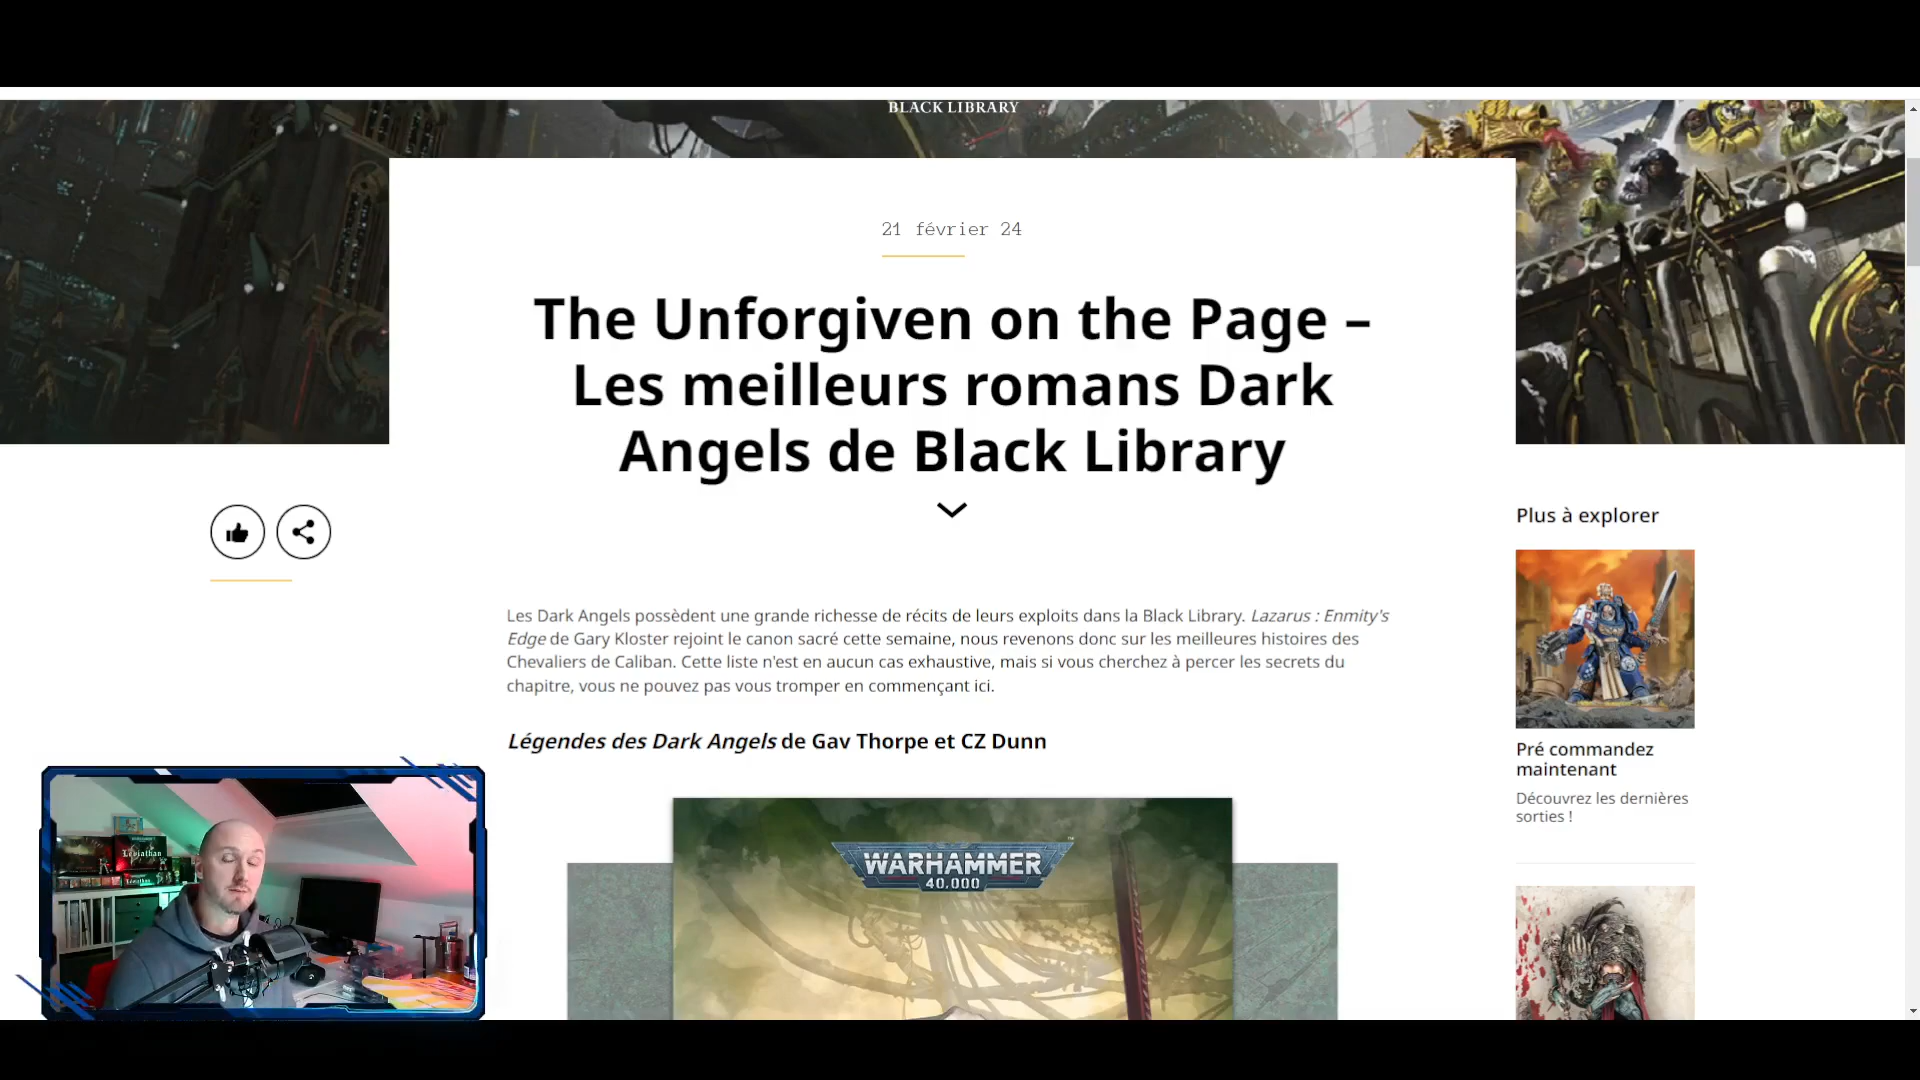 BLACK LIBRARY
21 février 24
The Unforgiven on the Page –
Les meilleurs romans Dark
Angels de Black Library
Les Dark Angels possèdent une grande richesse de récits de leurs exploits dans la Black Library. Lazarus : Enmity's
Edge de Gary Kloster rejoint le canon sacré cette semaine, nous revenons donc sur les meilleures histoires des
Chevaliers de Caliban. Cette liste n'est en aucun cas exhaustive, mais si vous cherchez à percer les secrets du
chapitre, vous ne pouvez pas vous tromper en commençant ici.
Légendes des Dark Angels de Gav Thorpe et CZ Dunn
WARHAMMER
40,000
™
Plus à explorer
Pré commandez
maintenant
Découvrez les dernières
sorties !
Leviathan
Leviathan